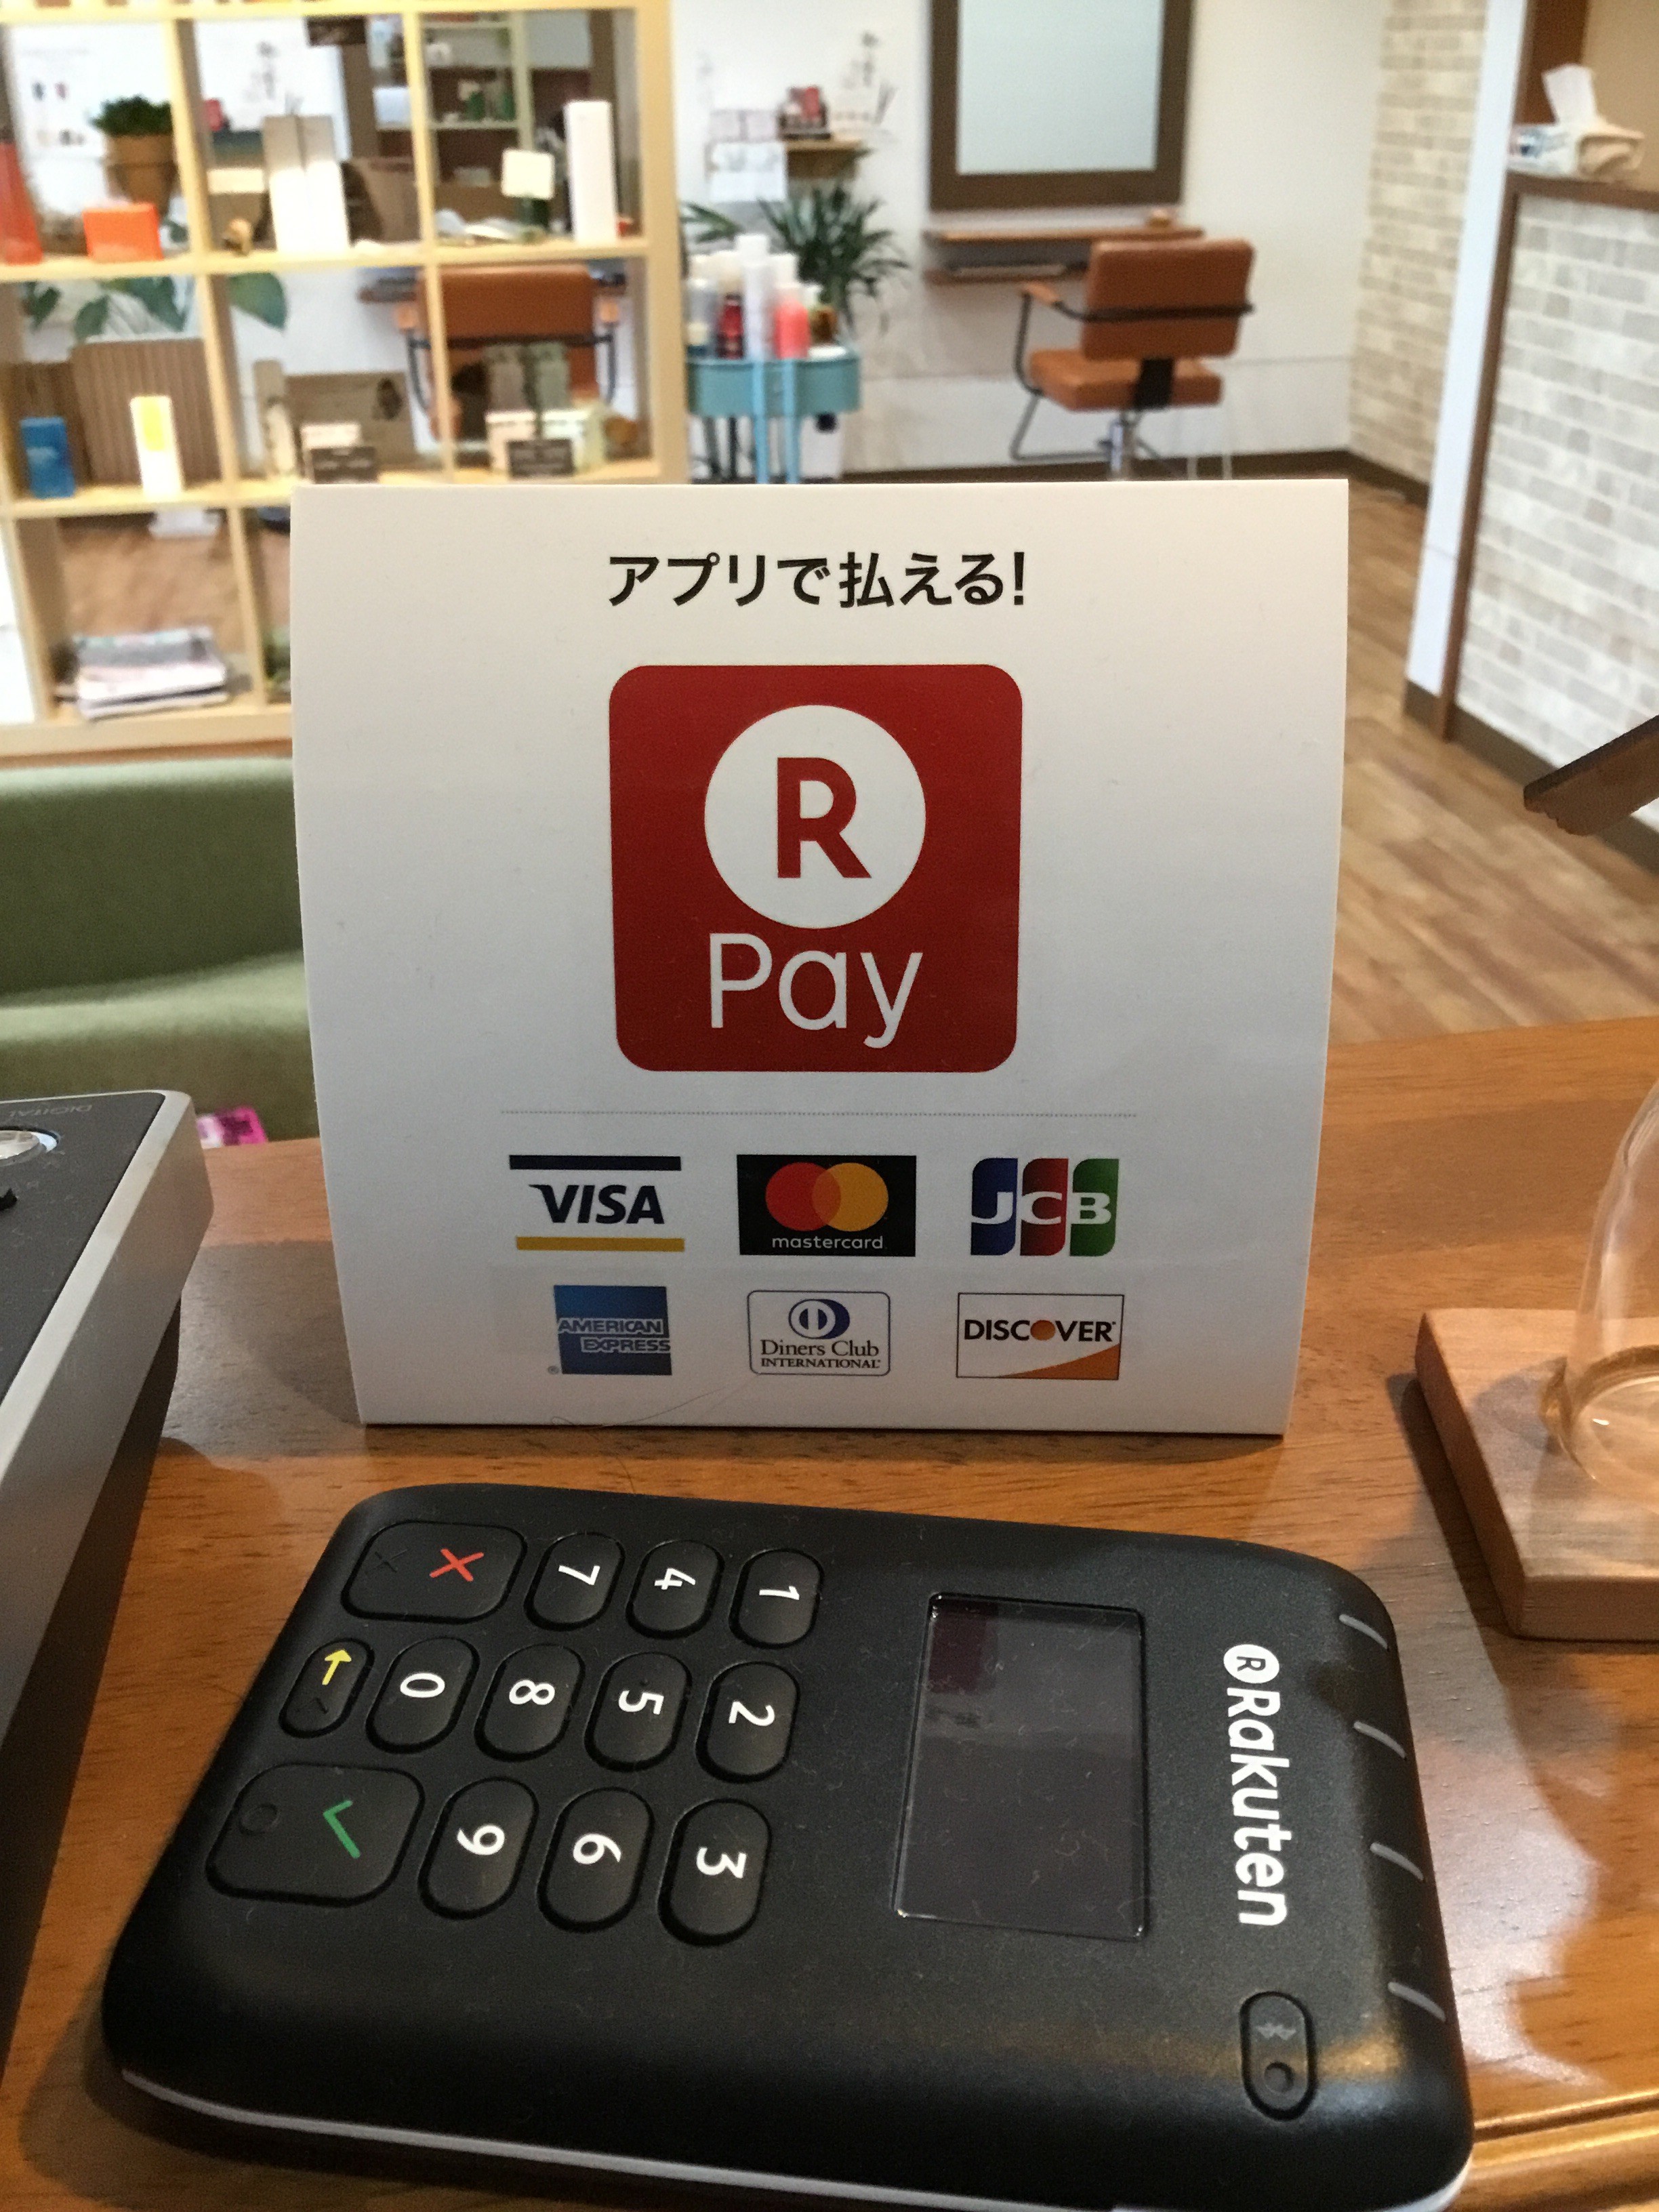 アプリで払える!
R
Pay
VISA
mastercard
JCB
AMERICAN
EXPRESS
Diners Club
INTERNATIONAL
DISCOVER
DIGITAL
R Rakuten
1 2 3
4 5 6
7 8 9
0